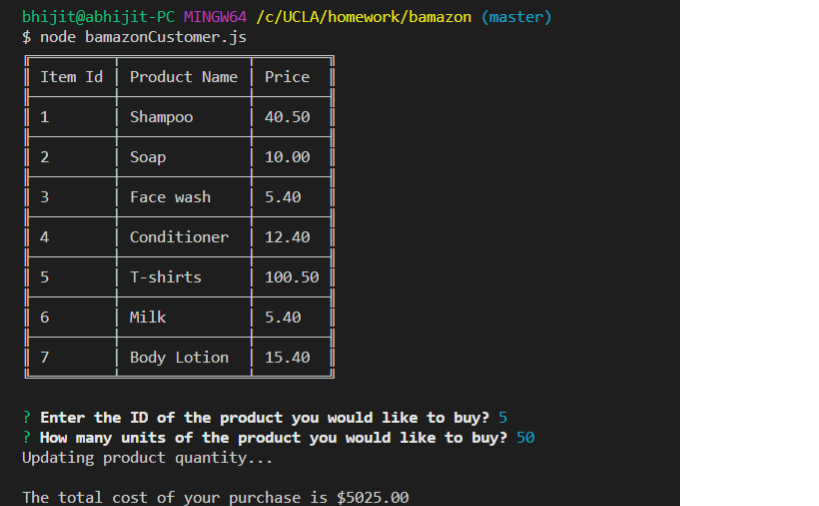 bhijit@abhijit-PC MINGW64 /c/UCLA/homework/bamazon (master)
$ node bamazonCustomer.js
Item Id Product Name Price
1 Shampoo 40.50
2 Soap 10.00
3 Face wash 5.40
4 Conditioner 12.40
5 T-shirts 100.50
6 Milk 5.40
7 Body Lotion 15.40
? Enter the ID of the product you would like to buy? 5
? How many units of the product you would like to buy? 50
Updating product quantity...
The total cost of your purchase is $5025.00